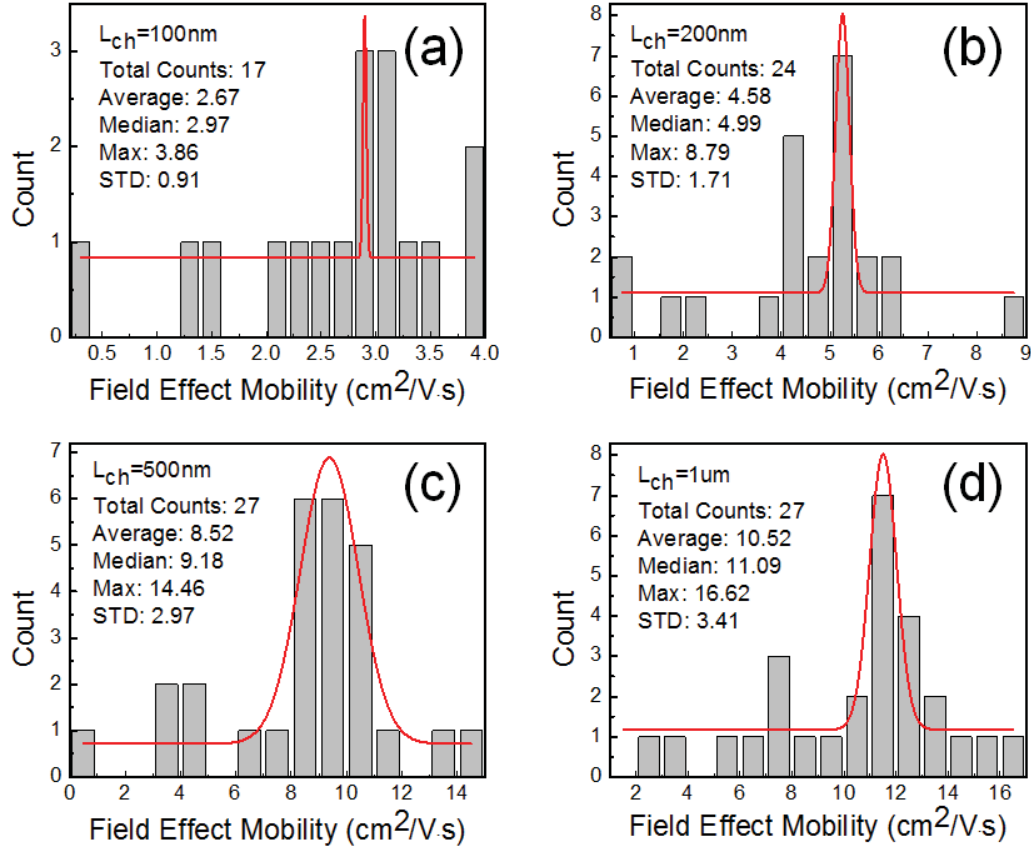 (a)
L_ch=100nm
Total Counts: 17
Average: 2.67
Median: 2.97
Max: 3.86
STD: 0.91
Count
3
2
1
0
0.5 1.0 1.5 2.0 2.5 3.0 3.5 4.0
Field Effect Mobility (cm²/V·s)
(b)
L_ch=200nm
Total Counts: 24
Average: 4.58
Median: 4.99
Max: 8.79
STD: 1.71
Count
8
7
6
5
4
3
2
1
0
1 2 3 4 5 6 7 8 9
Field Effect Mobility (cm²/V·s)
(c)
L_ch=500nm
Total Counts: 27
Average: 8.52
Median: 9.18
Max: 14.46
STD: 2.97
Count
7
6
5
4
3
2
1
0
0 2 4 6 8 10 12 14
Field Effect Mobility (cm²/V·s)
(d)
L_ch=1um
Total Counts: 27
Average: 10.52
Median: 11.09
Max: 16.62
STD: 3.41
Count
8
7
6
5
4
3
2
1
0
2 4 6 8 10 12 14 16
Field Effect Mobility (cm²/V·s)